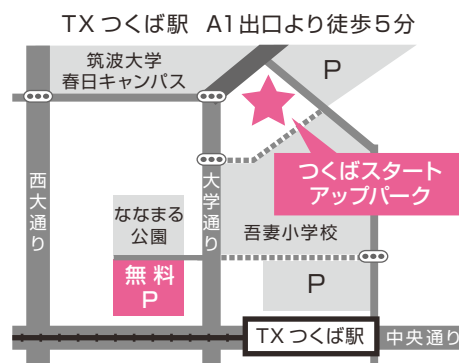 TX つくば駅 A1出口より徒歩5分
筑波大学
春日キャンパス
P
つくばスタート
アップパーク
西大通り
大学通り
ななまる
公園
吾妻小学校
無料
P
P
TX つくば駅
中央通り